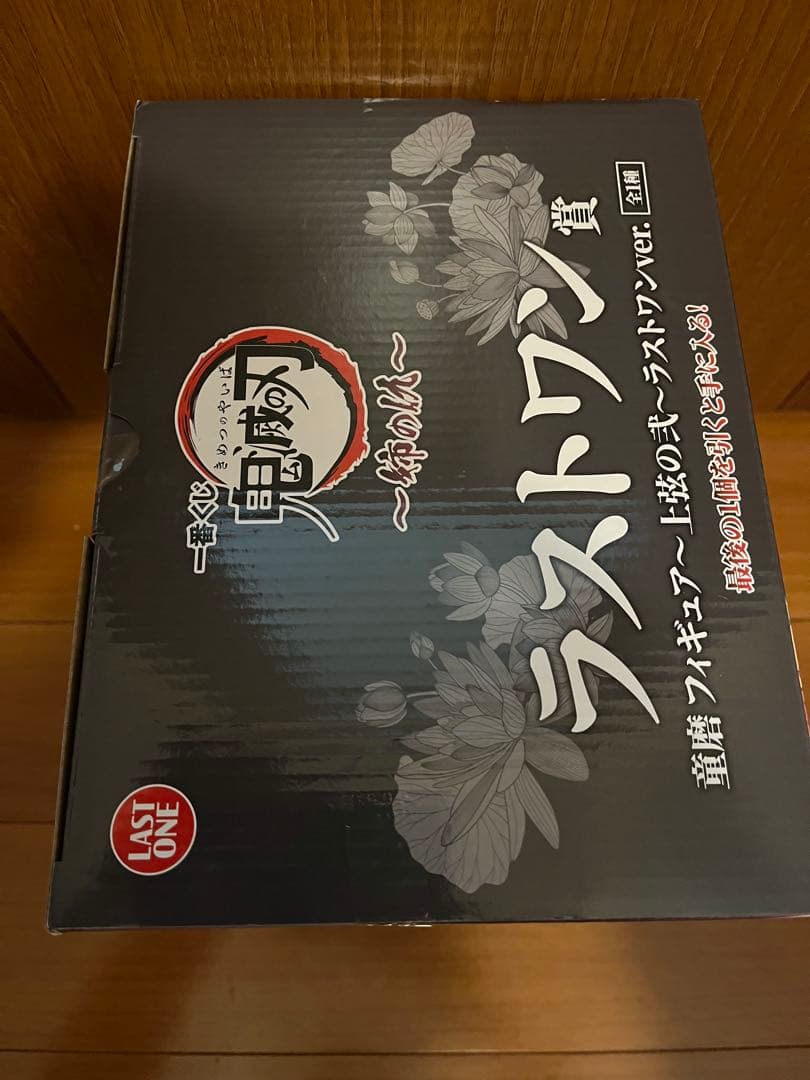 一番くじ
鬼滅の刃
きめつのやいば
〜姉の仇〜
LAST
ONE
ラストワン賞
童磨 フィギュア〜上弦の弐〜ラストワンver. 全1種
最後の1個を引くと手に入る!